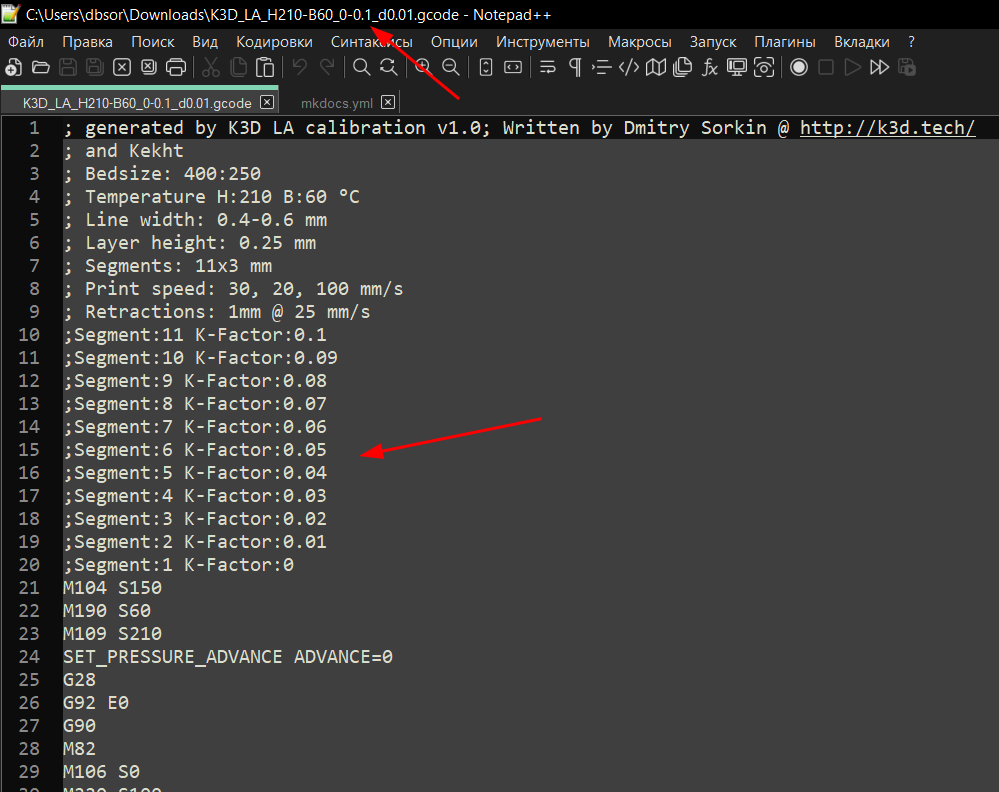 C:\Users\dbsor\Downloads\K3D_LA_H210-B60_0-0.1_d0.01.gcode - Notepad++
Файл Правка Поиск Вид Кодировки Синтаксисы Опции Инструменты Макросы Запуск Плагины Вкладки ?
K3D_LA_H210-B60_0-0.1_d0.01.gcode mkdocs.yml
1 ; generated by K3D LA calibration v1.0; Written by Dmitry Sorkin @ http://k3d.tech/
2 ; and Kekht
3 ; Bedsize: 400:250
4 ; Temperature H:210 B:60 °C
5 ; Line width: 0.4-0.6 mm
6 ; Layer height: 0.25 mm
7 ; Segments: 11x3 mm
8 ; Print speed: 30, 20, 100 mm/s
9 ; Retractions: 1mm @ 25 mm/s
10 ;Segment:11 K-Factor:0.1
11 ;Segment:10 K-Factor:0.09
12 ;Segment:9 K-Factor:0.08
13 ;Segment:8 K-Factor:0.07
14 ;Segment:7 K-Factor:0.06
15 ;Segment:6 K-Factor:0.05
16 ;Segment:5 K-Factor:0.04
17 ;Segment:4 K-Factor:0.03
18 ;Segment:3 K-Factor:0.02
19 ;Segment:2 K-Factor:0.01
20 ;Segment:1 K-Factor:0
21 M104 S150
22 M190 S60
23 M109 S210
24 SET_PRESSURE_ADVANCE ADVANCE=0
25 G28
26 G92 E0
27 G90
28 M82
29 M106 S0